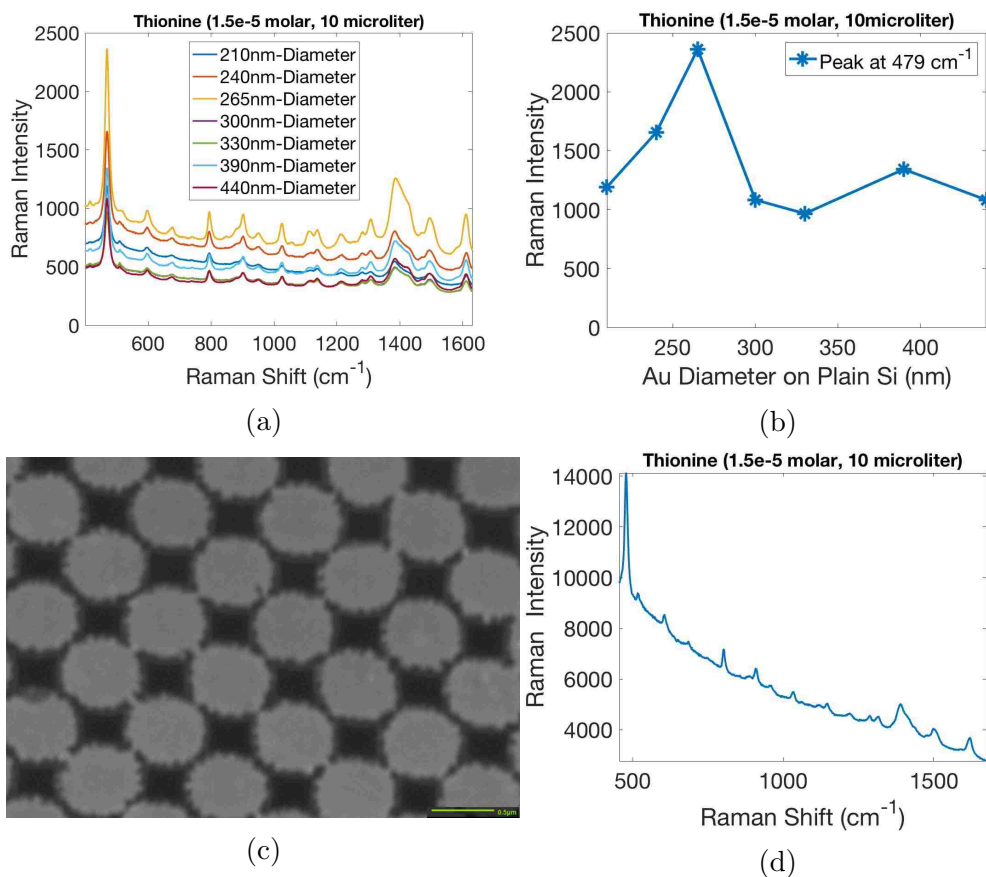 Thionine (1.5e-5 molar, 10 microliter)
2500
2000
1500
1000
500
0
Raman Intensity
210nm-Diameter
240nm-Diameter
265nm-Diameter
300nm-Diameter
330nm-Diameter
390nm-Diameter
440nm-Diameter
600 800 1000 1200 1400 1600
Raman Shift (cm⁻¹)
(a)
Thionine (1.5e-5 molar, 10microliter)
2500
2000
1500
1000
500
0
Raman Intensity
Peak at 479 cm⁻¹
250 300 350 400
Au Diameter on Plain Si (nm)
(b)
0.5µm
(c)
Thionine (1.5e-5 molar, 10 microliter)
14000
12000
10000
8000
6000
4000
Raman Intensity
500 1000 1500
Raman Shift (cm⁻¹)
(d)